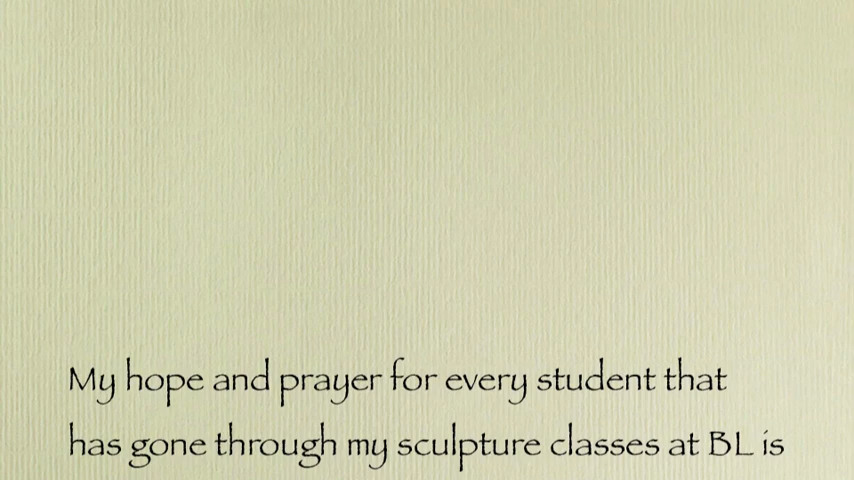 My hope and prayer for every student that
has gone through my sculpture classes at BL is